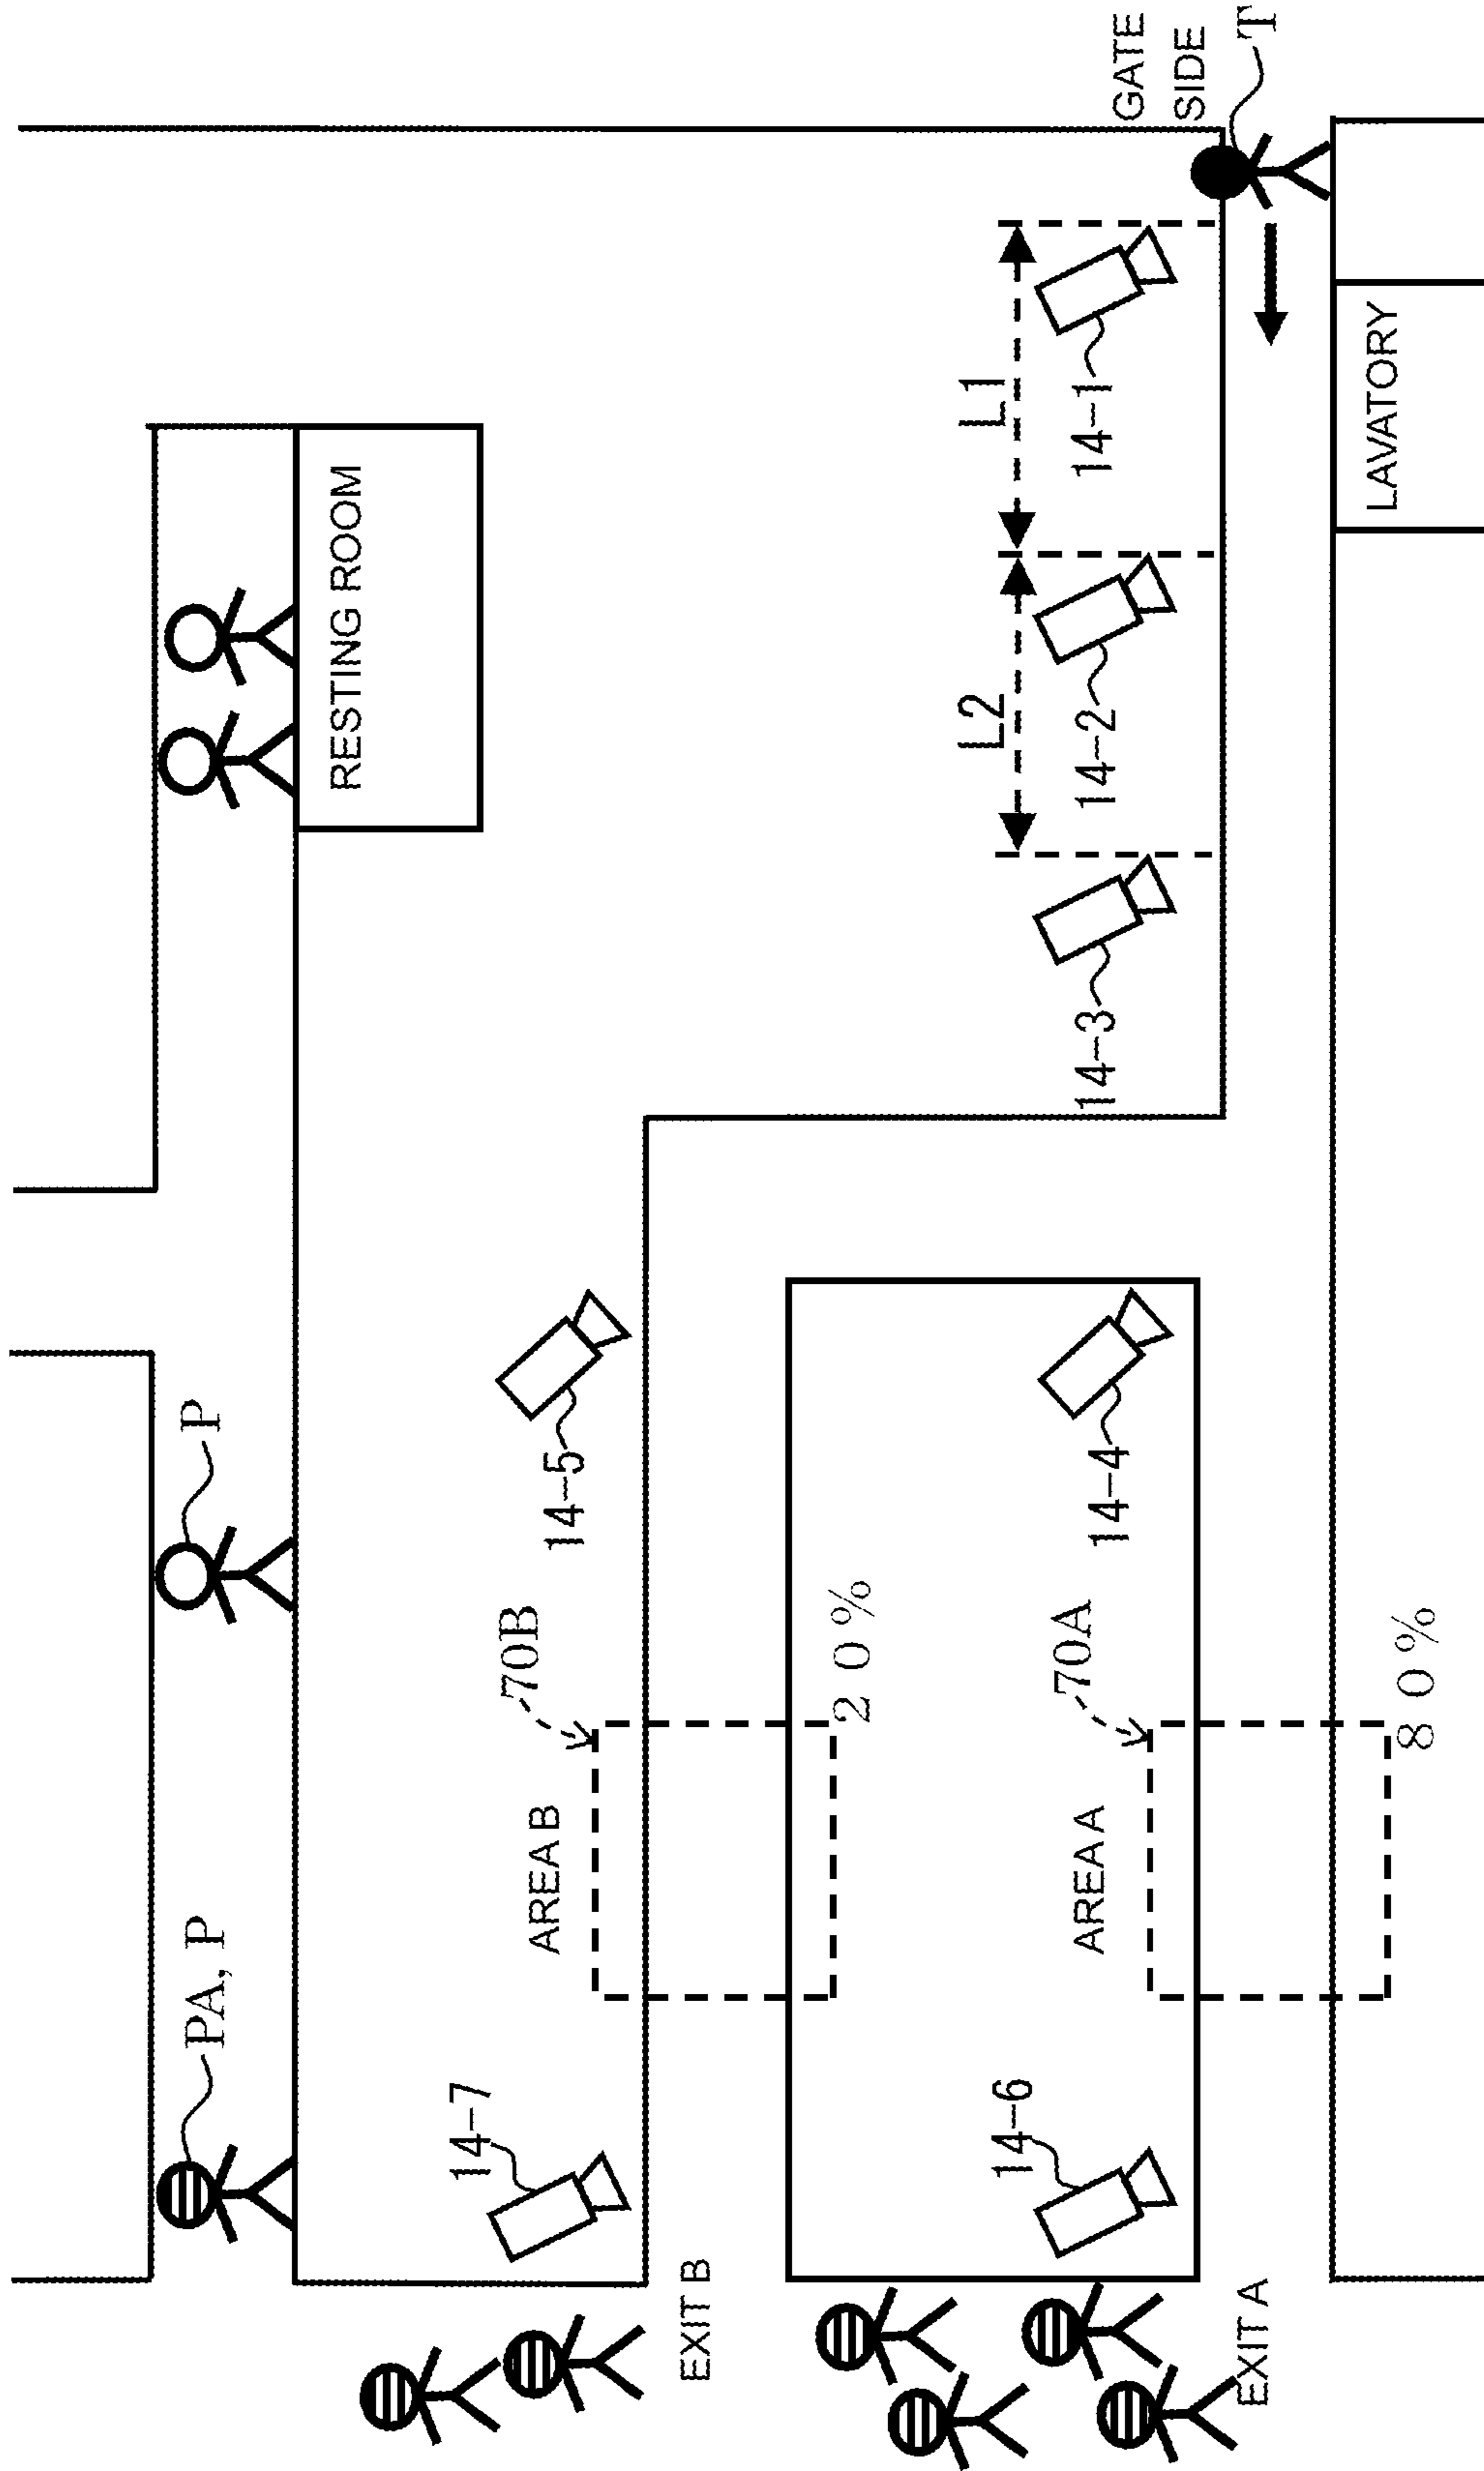 PA, P
P
RESTING ROOM
14-7
70B
AREA B
14-5
EXIT B
20%
L2
L1
14-6
70A
AREA A
14-4
14-3
14-2
14-1
GATE
SIDE
T
EXIT A
LAVATORY
80%